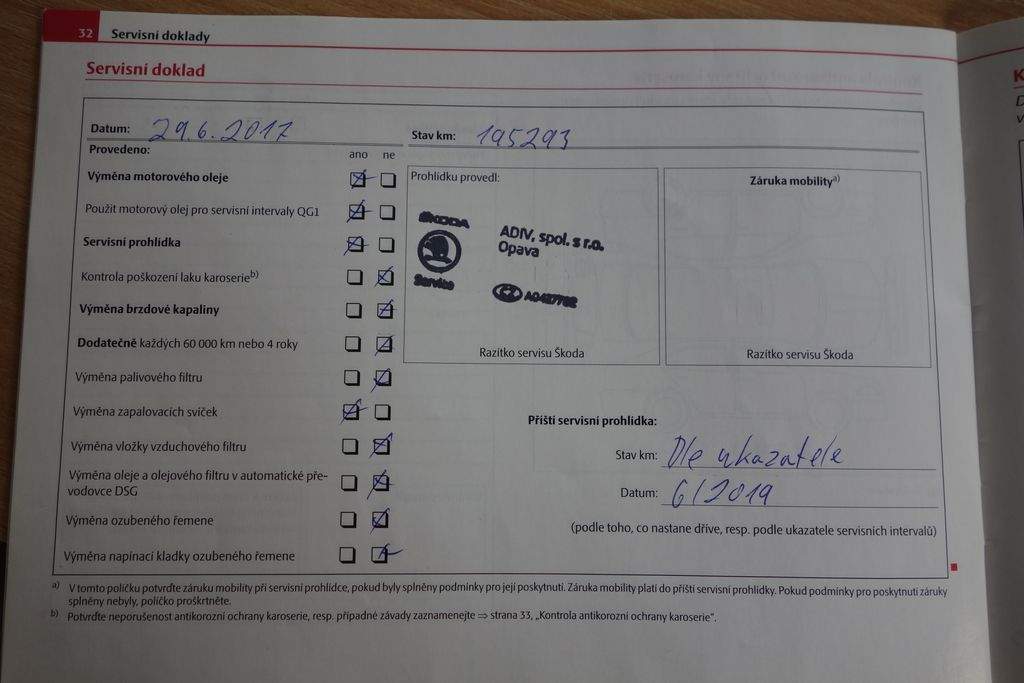 32 Servisní doklady
Servisní doklad
Datum: 29.6.2017 Stav km: 195293
Provedeno: ano ne
Výměna motorového oleje
Použit motorový olej pro servisní intervaly QG1
Servisní prohlídka
Kontrola poškození laku karoserie b)
Výměna brzdové kapaliny
Dodatečně každých 60 000 km nebo 4 roky
Výměna palivového filtru
Výměna zapalovacích svíček
Výměna vložky vzduchového filtru
Výměna oleje a olejového filtru v automatické pře-
vodovce DSG
Výměna ozubeného řemene
Výměna napínací kladky ozubeného řemene
Prohlídku provedl:
ŠKODA
Service
ADIV, spol. s r.o.
Opava
CZ
Razítko servisu Škoda
Záruka mobility a)
Razítko servisu Škoda
Příští servisní prohlídka:
Stav km: Dle ukazatele
Datum: 6/2019
(podle toho, co nastane dříve, resp. podle ukazatele servisních intervalů)
a) V tomto políčku potvrďte záruku mobility při servisní prohlídce, pokud byly splněny podmínky pro její poskytnutí. Záruka mobility platí do příští servisní prohlídky. Pokud podmínky pro poskytnutí záruky
splněny nebyly, políčko proškrtněte.
b) Potvrďte neporušenost antikorozní ochrany karoserie, resp. případné závady zaznamenejte ⇒ strana 33, „Kontrola antikorozní ochrany karoserie“.
K
D
v